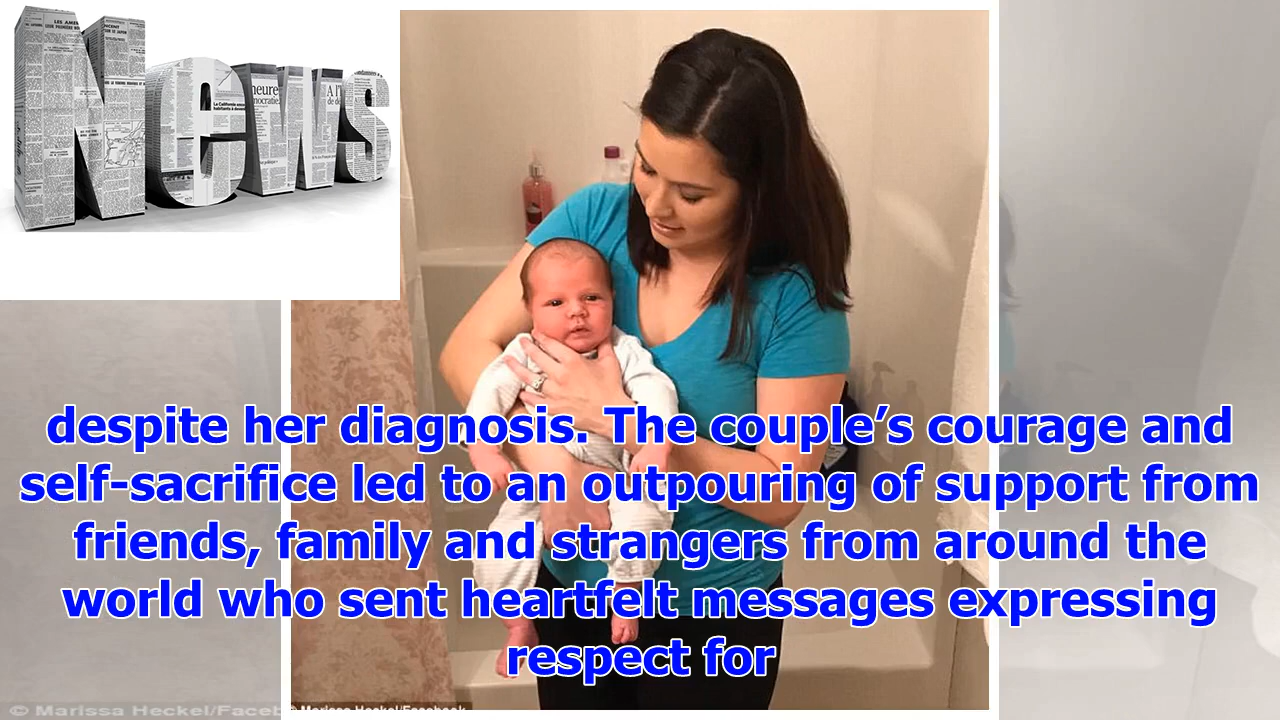 News
despite her diagnosis. The couple’s courage and
self-sacrifice led to an outpouring of support from
friends, family and strangers from around the
world who sent heartfelt messages expressing
respect for
© Marissa Heckel/Faceb
© Marissa Heckel/Facebook